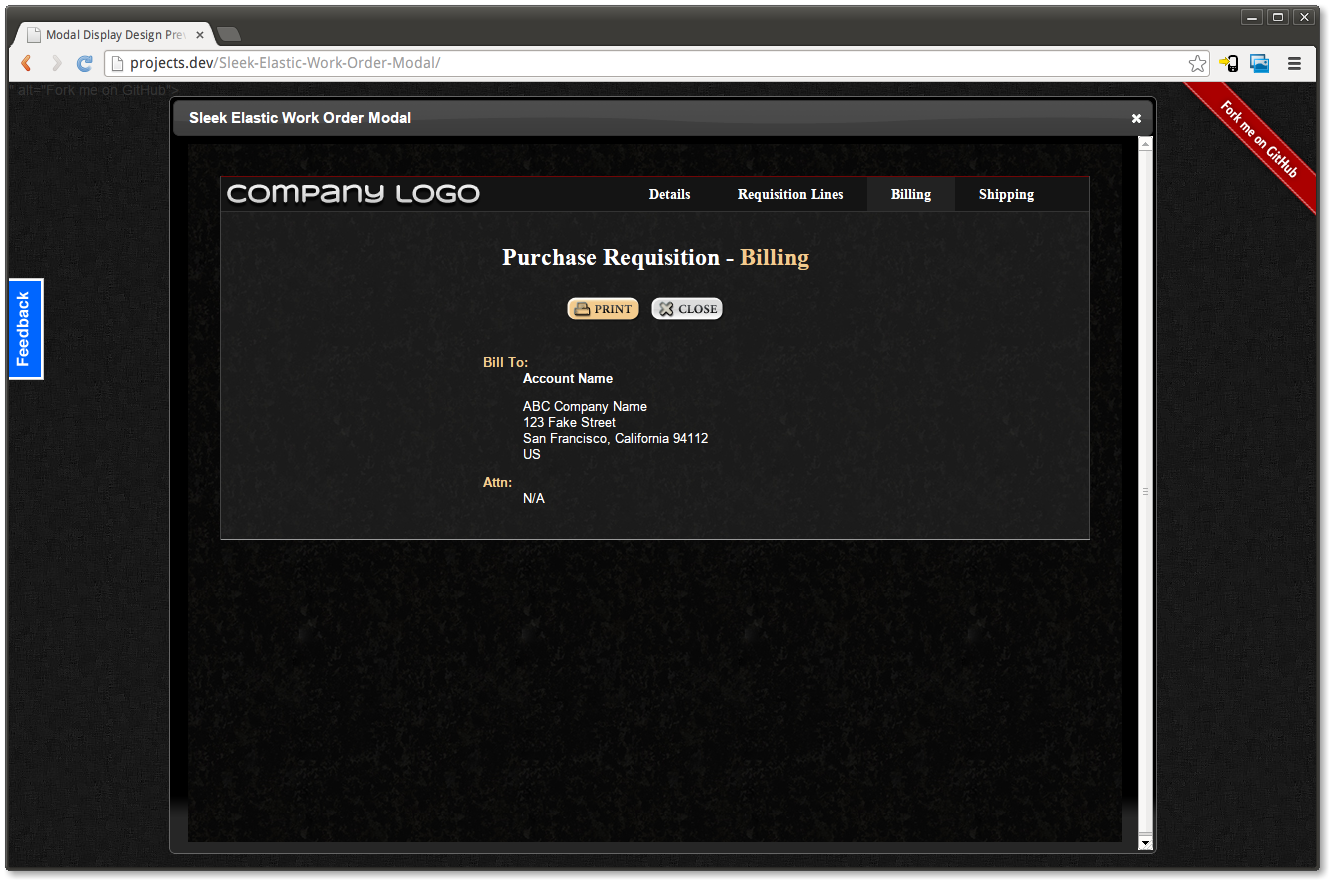 Modal Display Design Prev
projects.dev/Sleek-Elastic-Work-Order-Modal/
" alt="Fork me on GitHub">
Fork me on GitHub
Sleek Elastic Work Order Modal
COMPANY LOGO
Details
Requisition Lines
Billing
Shipping
Purchase Requisition - Billing
PRINT
CLOSE
Feedback
Bill To:
Account Name
ABC Company Name
123 Fake Street
San Francisco, California 94112
US
Attn:
N/A